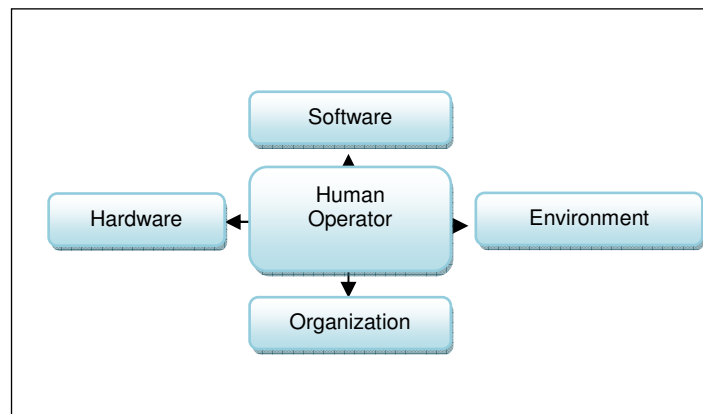 Software
Hardware
Human
Operator
Environment
Organization